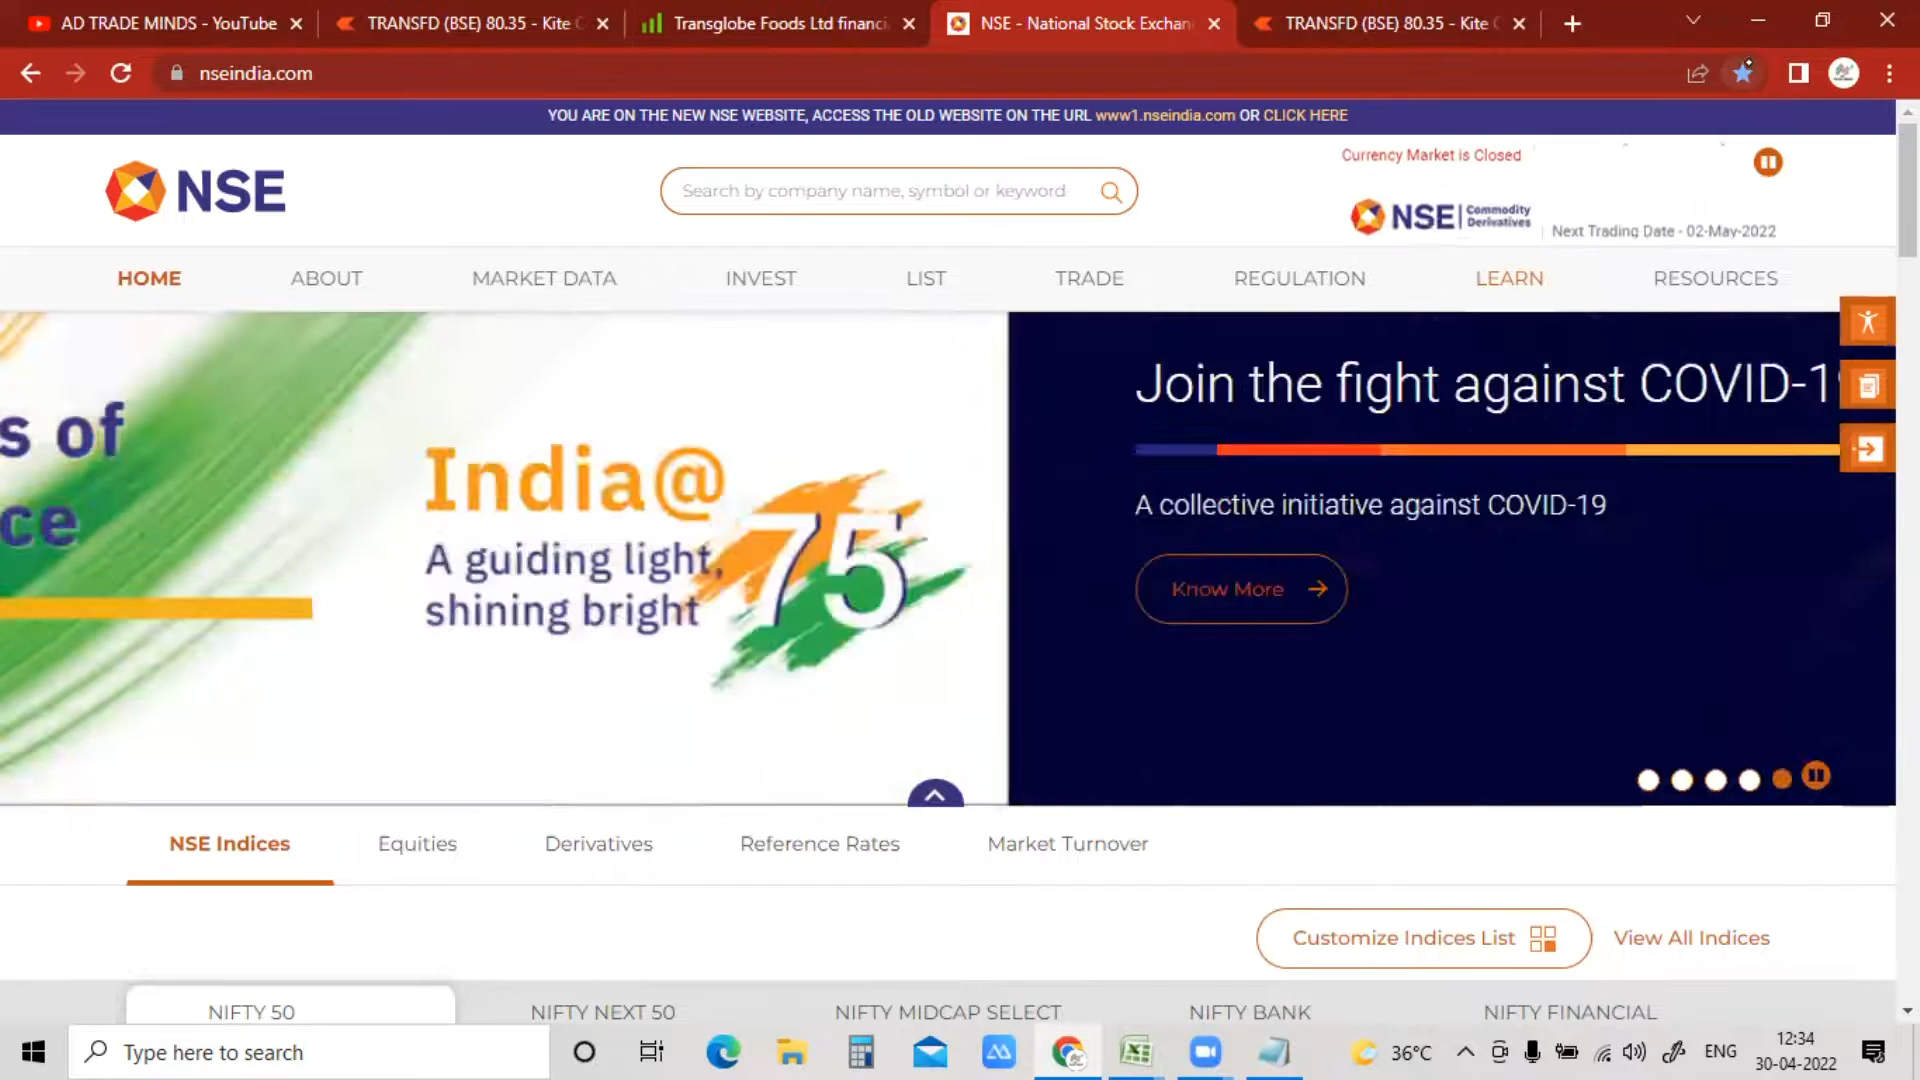 AD TRADE MINDS - YouTube
TRANSFD (BSE) 80.35 - Kite
Transglobe Foods Ltd financi
NSE - National Stock Exchan
TRANSFD (BSE) 80.35 - Kite
nseindia.com
YOU ARE ON THE NEW NSE WEBSITE, ACCESS THE OLD WEBSITE ON THE URL www1.nseindia.com OR CLICK HERE
NSE
Search by company name, symbol or keyword
Currency Market is Closed
NSE Commodity Derivatives
Next Trading Date - 02-May-2022
HOME
ABOUT
MARKET DATA
INVEST
LIST
TRADE
REGULATION
LEARN
RESOURCES
s of
ce
India@
75
A guiding light,
shining bright
Join the fight against COVID-1
A collective initiative against COVID-19
Know More
NSE Indices
Equities
Derivatives
Reference Rates
Market Turnover
Customize Indices List
View All Indices
NIFTY 50
NIFTY NEXT 50
NIFTY MIDCAP SELECT
NIFTY BANK
NIFTY FINANCIAL
Type here to search
36°C
ENG
12:34
30-04-2022